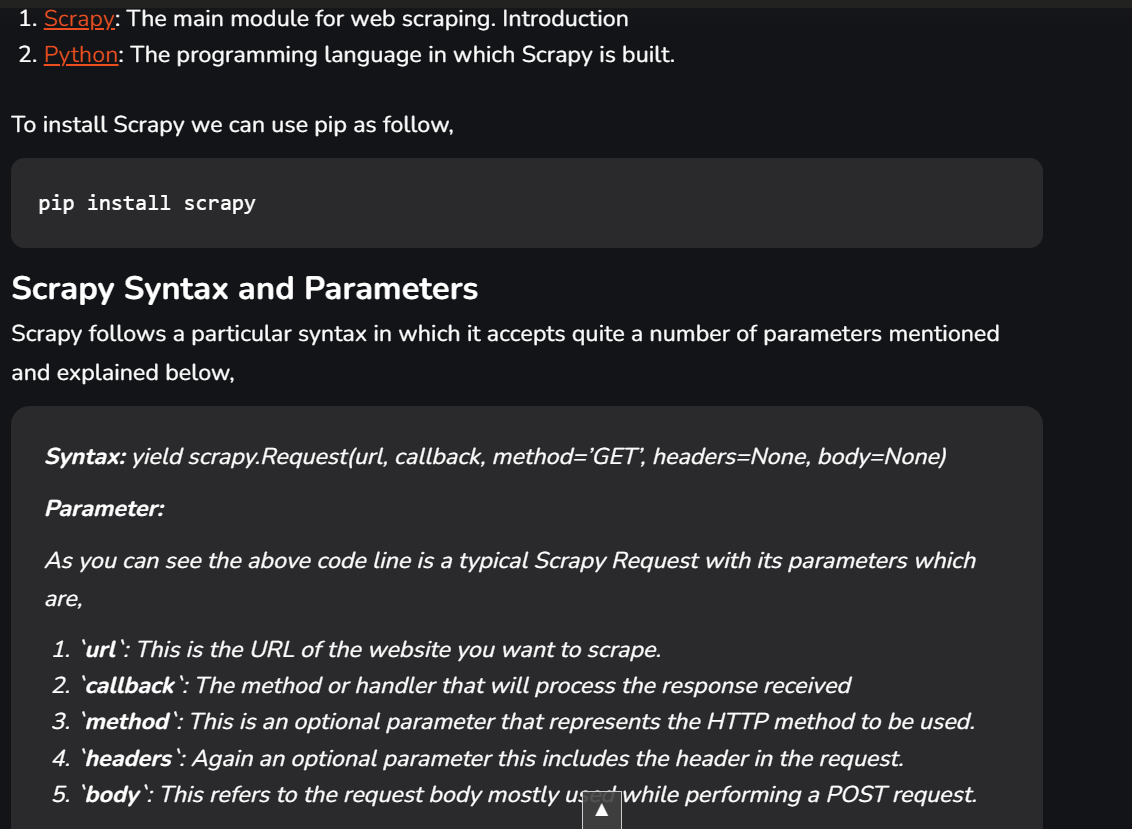 1. Scrapy: The main module for web scraping. Introduction
2. Python: The programming language in which Scrapy is built.
To install Scrapy we can use pip as follow,
pip install scrapy
Scrapy Syntax and Parameters
Scrapy follows a particular syntax in which it accepts quite a number of parameters mentioned
and explained below,
Syntax: yield scrapy.Request(url, callback, method=’GET’, headers=None, body=None)
Parameter:
As you can see the above code line is a typical Scrapy Request with its parameters which
are,
1. `url`: This is the URL of the website you want to scrape.
2. `callback`: The method or handler that will process the response received
3. `method`: This is an optional parameter that represents the HTTP method to be used.
4. `headers`: Again an optional parameter this includes the header in the request.
5. `body`: This refers to the request body mostly used while performing a POST request.